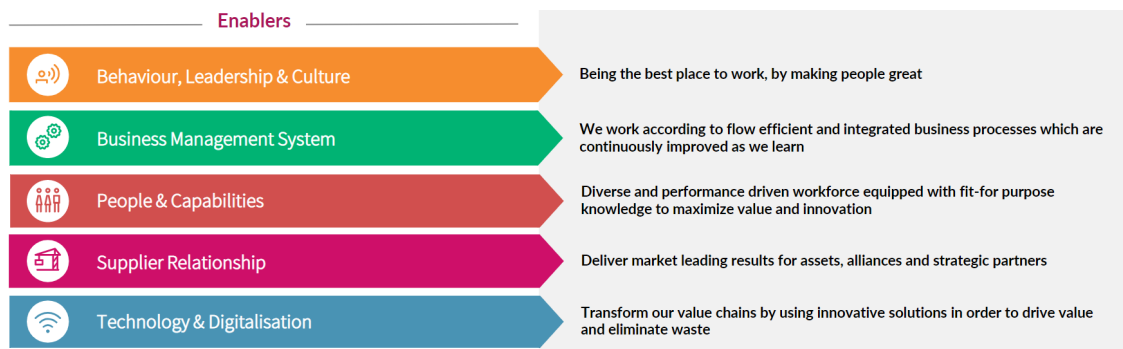 Enablers
Behaviour, Leadership & Culture
Being the best place to work, by making people great
Business Management System
We work according to flow efficient and integrated business processes which are
continuously improved as we learn
People & Capabilities
Diverse and performance driven workforce equipped with fit-for purpose
knowledge to maximize value and innovation
Supplier Relationship
Deliver market leading results for assets, alliances and strategic partners
Technology & Digitalisation
Transform our value chains by using innovative solutions in order to drive value
and eliminate waste